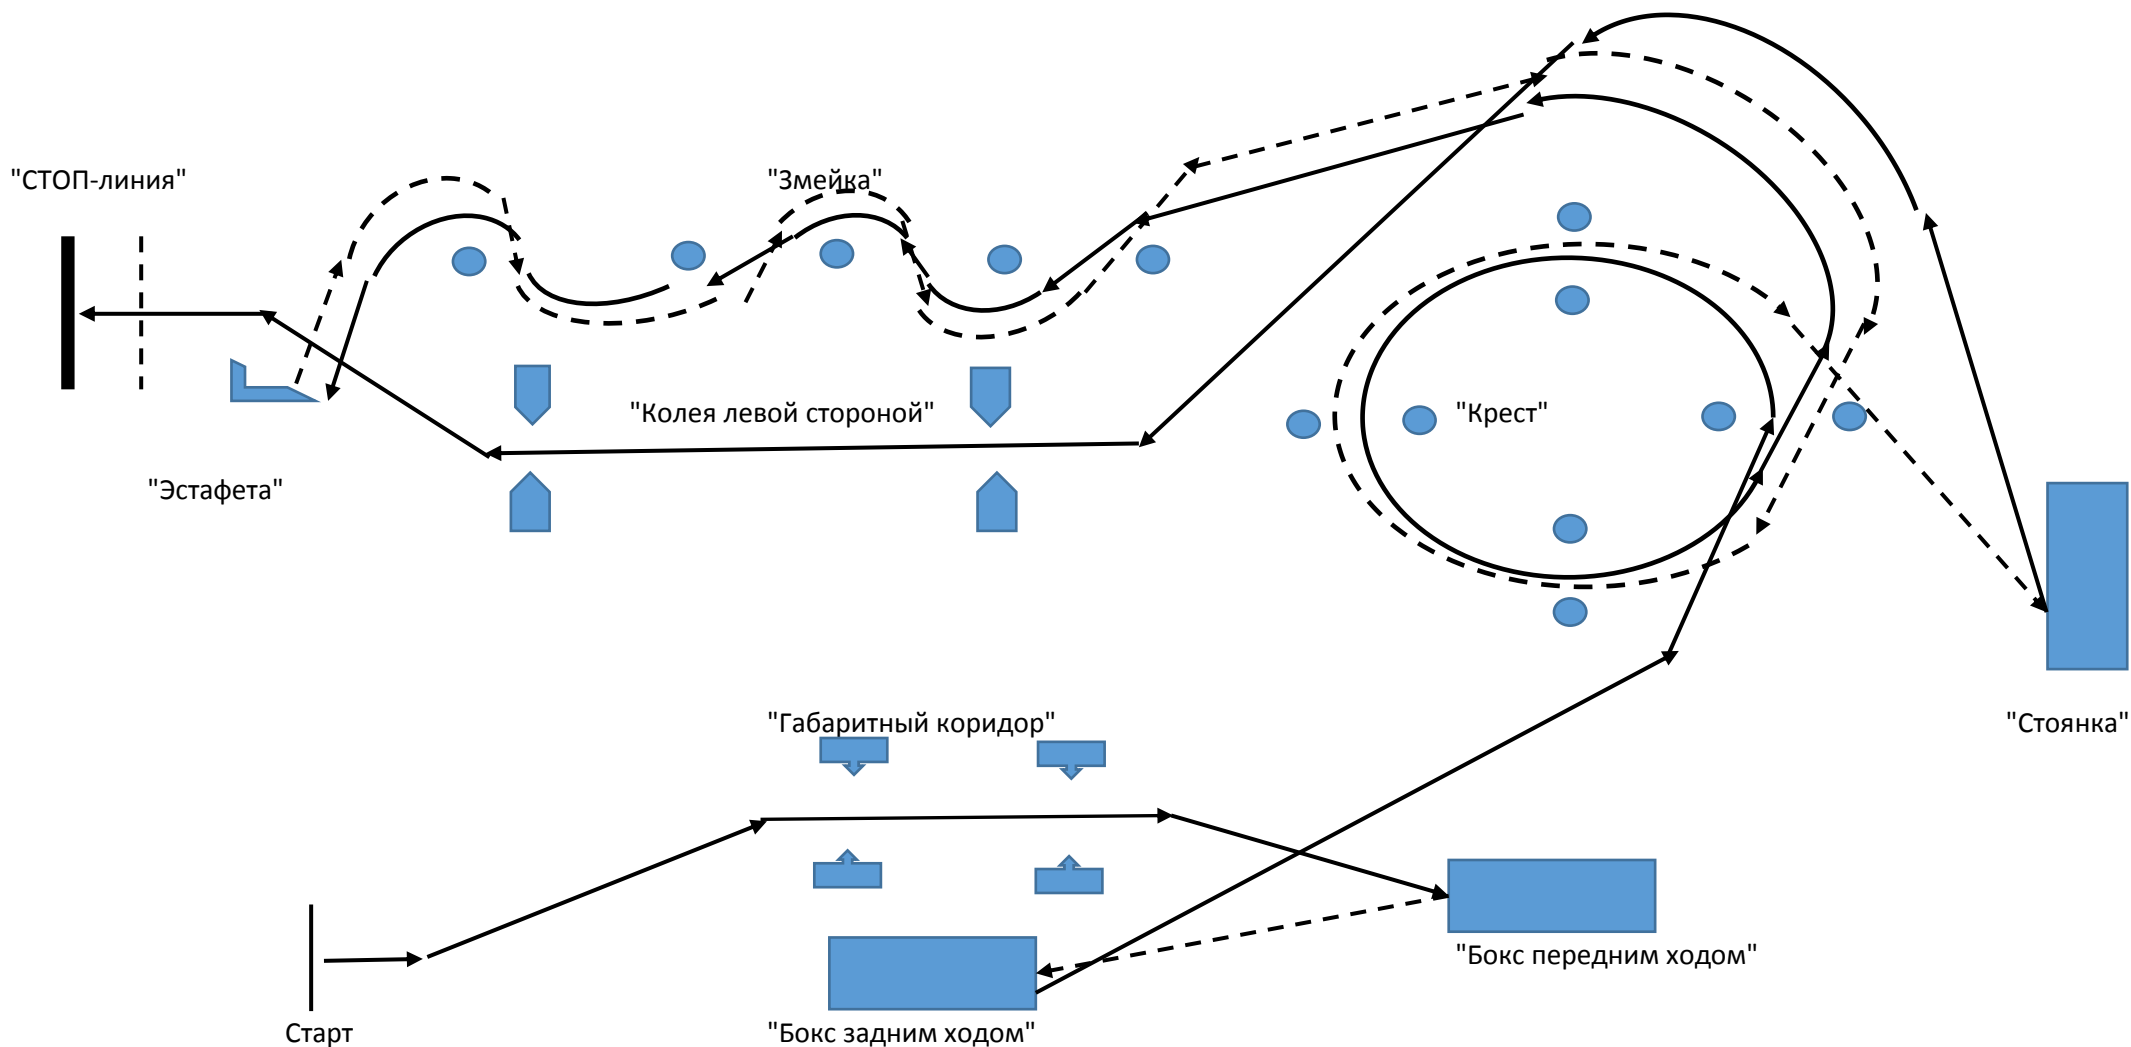 "СТОП-линия"
"Змейка"
"Колея левой стороной"
"Крест"
"Эстафета"
"Стоянка"
"Габаритный коридор"
"Бокс передним ходом"
Старт
"Бокс задним ходом"